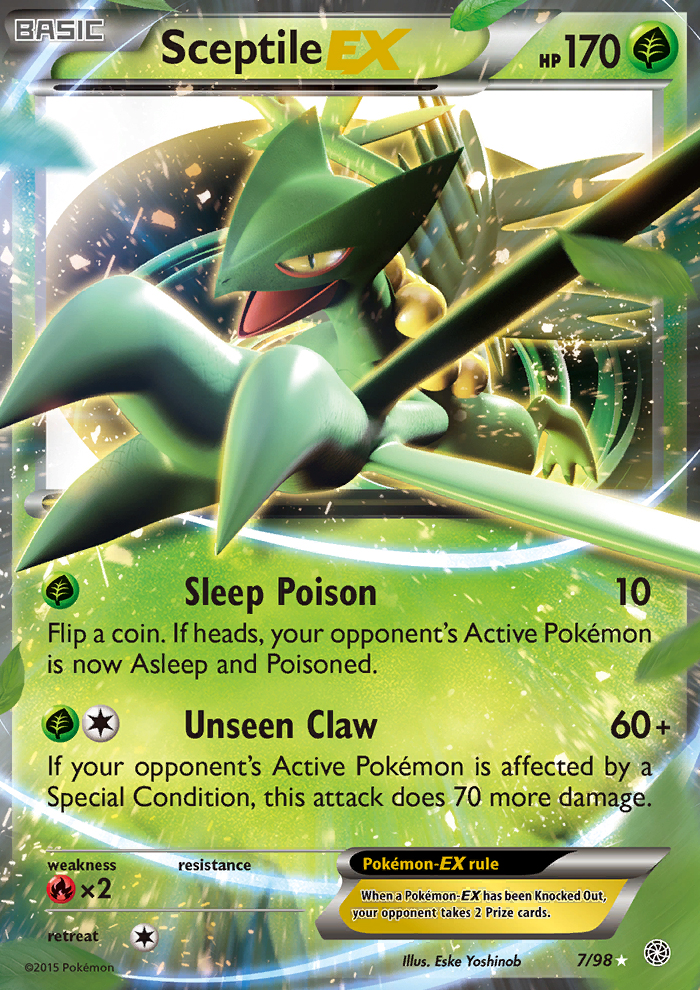 BASIC
Sceptile EX
HP 170
Sleep Poison 10
Flip a coin. If heads, your opponent's Active Pokémon
is now Asleep and Poisoned.
Unseen Claw 60+
If your opponent's Active Pokémon is affected by a
Special Condition, this attack does 70 more damage.
weakness resistance
×2
retreat
Pokémon-EX rule
When a Pokémon-EX has been Knocked Out,
your opponent takes 2 Prize cards.
©2015 Pokémon
Illus. Eske Yoshinob
7/98